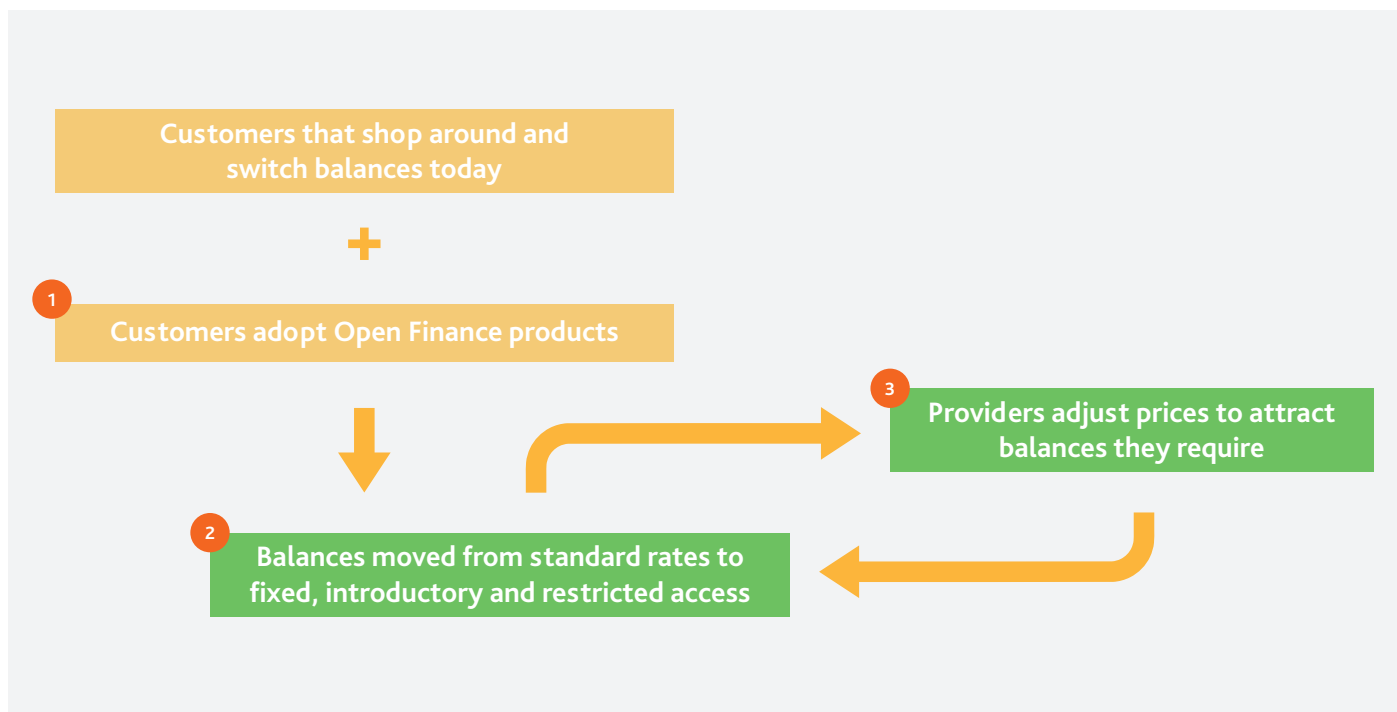 Customers that shop around and
switch balances today
1
Customers adopt Open Finance products
3
Providers adjust prices to attract
balances they require
2
Balances moved from standard rates to
fixed, introductory and restricted access